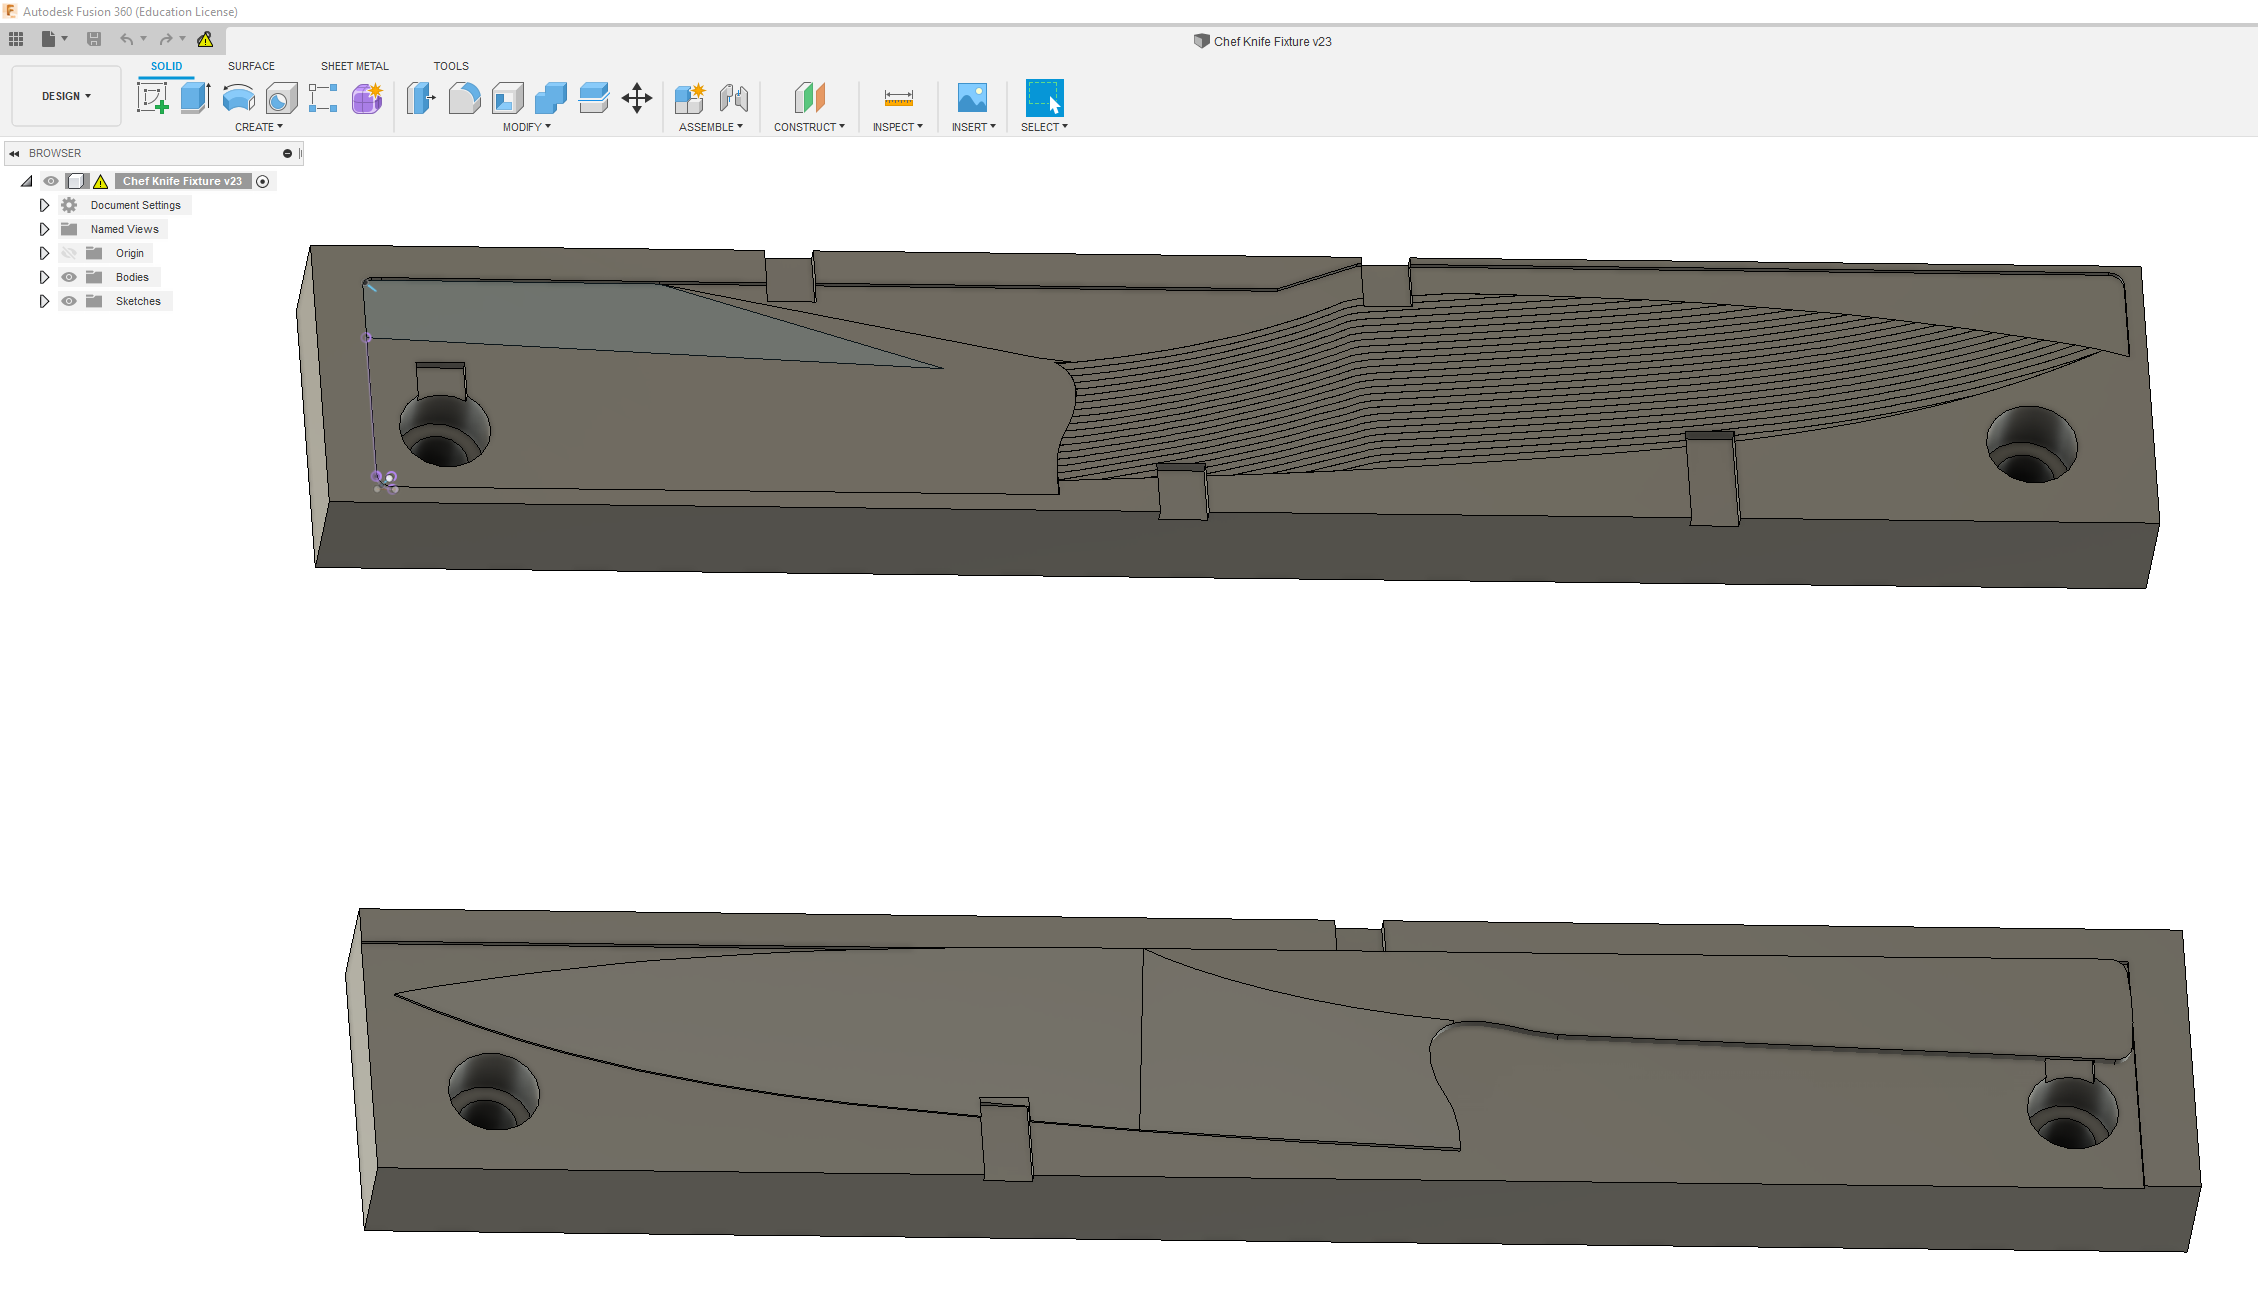 Autodesk Fusion 360 (Education License)
Chef Knife Fixture v23
SOLID SURFACE SHEET METAL TOOLS
DESIGN
CREATE MODIFY ASSEMBLE CONSTRUCT INSPECT INSERT SELECT
BROWSER
Chef Knife Fixture v23
Document Settings
Named Views
Origin
Bodies
Sketches